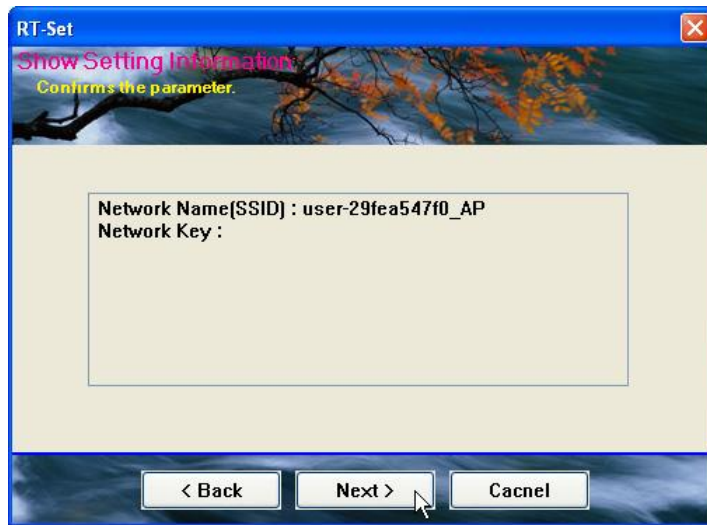 RT-Set
Show Setting Information
Confirms the parameter.
Network Name(SSID) : user-29fea547f0_AP
Network Key :
< Back
Next >
Cacnel